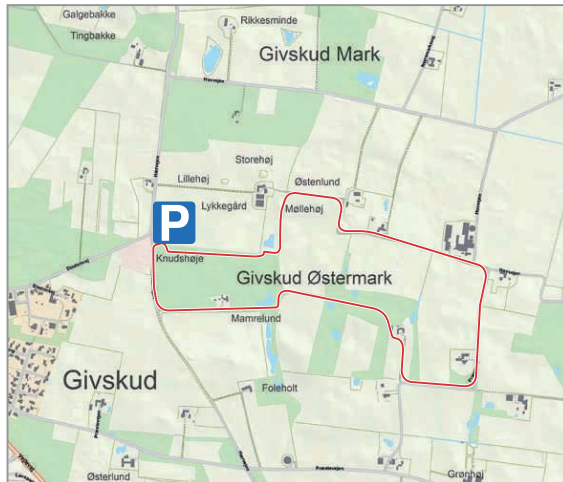 Galgebakke
Tingbakke
Rikkesminde
Givskud Mark
Storehøj
Lillehøj
Østenlund
Lykkegård
Møllehøj
P
Knudshøje
Givskud Østermark
Mamrelund
Givskud
Foleholt
Østerlund
Grønhøj